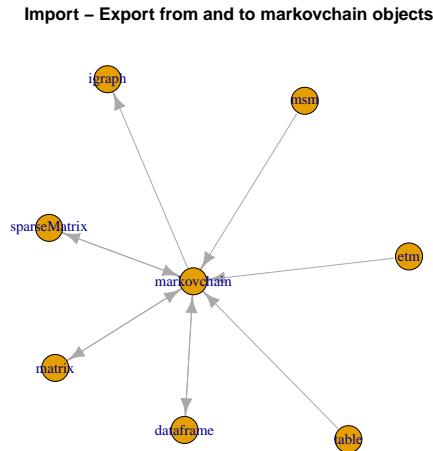 Import – Export from and to markovchain objects
igraph
msm
sparseMatrix
etm
markovchain
matrix
dataframe
table